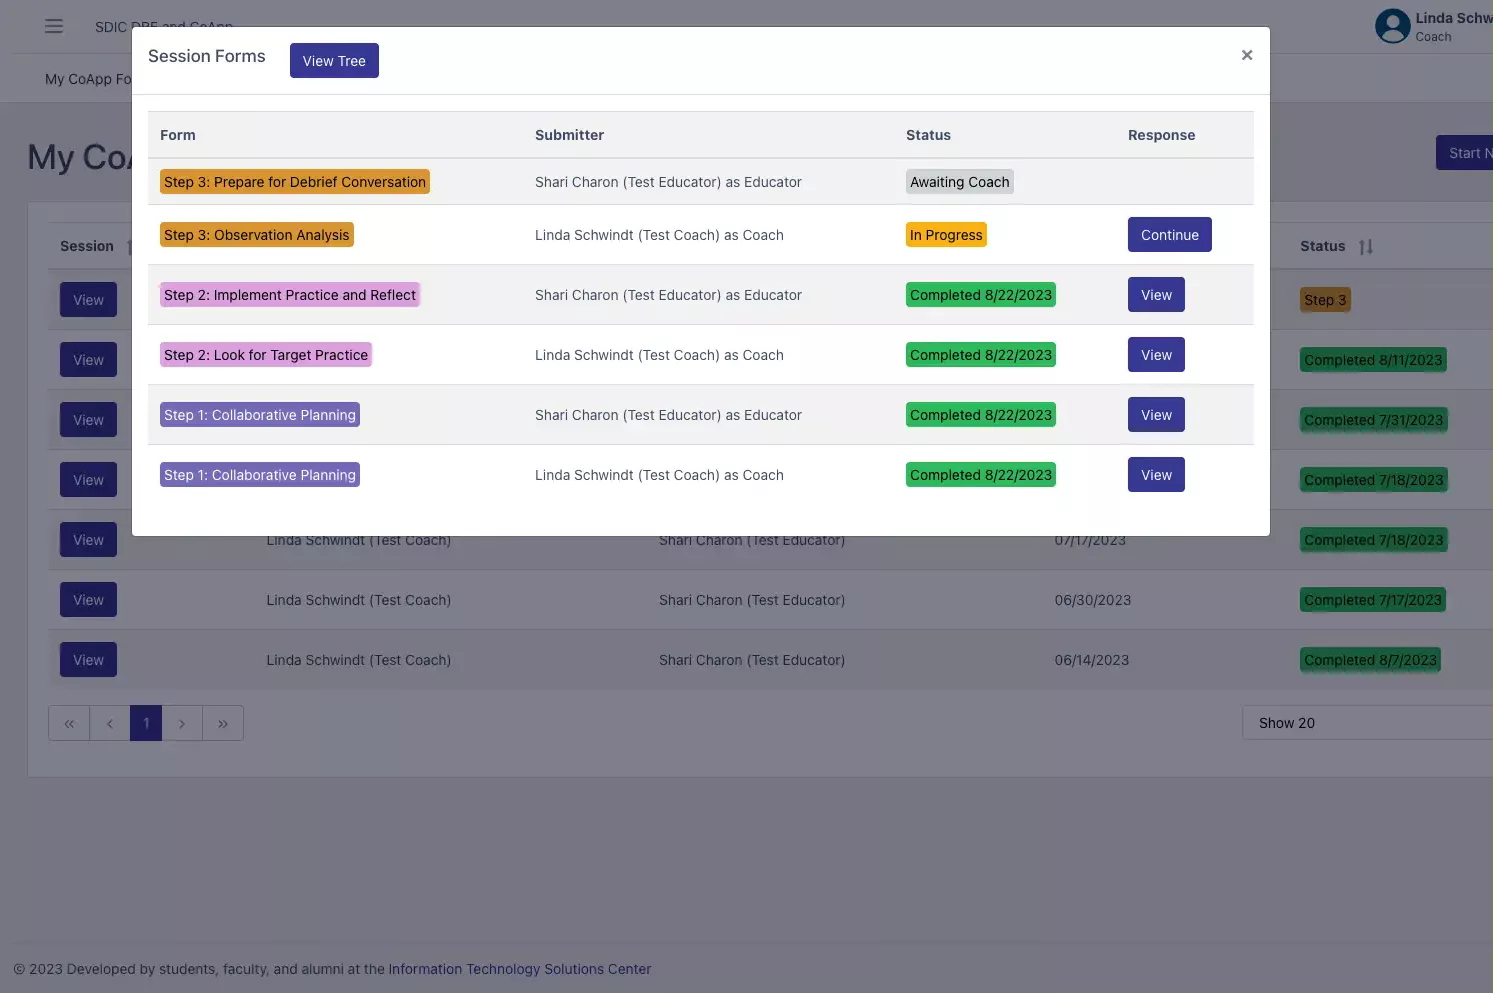 SDIC DBE and CoApp
Linda Schw
Coach
Session Forms
View Tree
×
My CoApp Fo
Form Submitter Status Response
My CoA
Start N
Step 3: Prepare for Debrief Conversation Shari Charon (Test Educator) as Educator Awaiting Coach
Step 3: Observation Analysis Linda Schwindt (Test Coach) as Coach In Progress Continue
Session Status
Step 2: Implement Practice and Reflect Shari Charon (Test Educator) as Educator Completed 8/22/2023 View
View Step 3
Step 2: Look for Target Practice Linda Schwindt (Test Coach) as Coach Completed 8/22/2023 View
View Completed 8/11/2023
Step 1: Collaborative Planning Shari Charon (Test Educator) as Educator Completed 8/22/2023 View
View Completed 7/31/2023
Step 1: Collaborative Planning Linda Schwindt (Test Coach) as Coach Completed 8/22/2023 View
View Completed 7/18/2023
View Linda Schwindt (Test Coach) Shari Charon (Test Educator) 07/17/2023 Completed 7/18/2023
View Linda Schwindt (Test Coach) Shari Charon (Test Educator) 06/30/2023 Completed 7/17/2023
View Linda Schwindt (Test Coach) Shari Charon (Test Educator) 06/14/2023 Completed 8/7/2023
« ‹ 1 › »
Show 20
© 2023 Developed by students, faculty, and alumni at the Information Technology Solutions Center